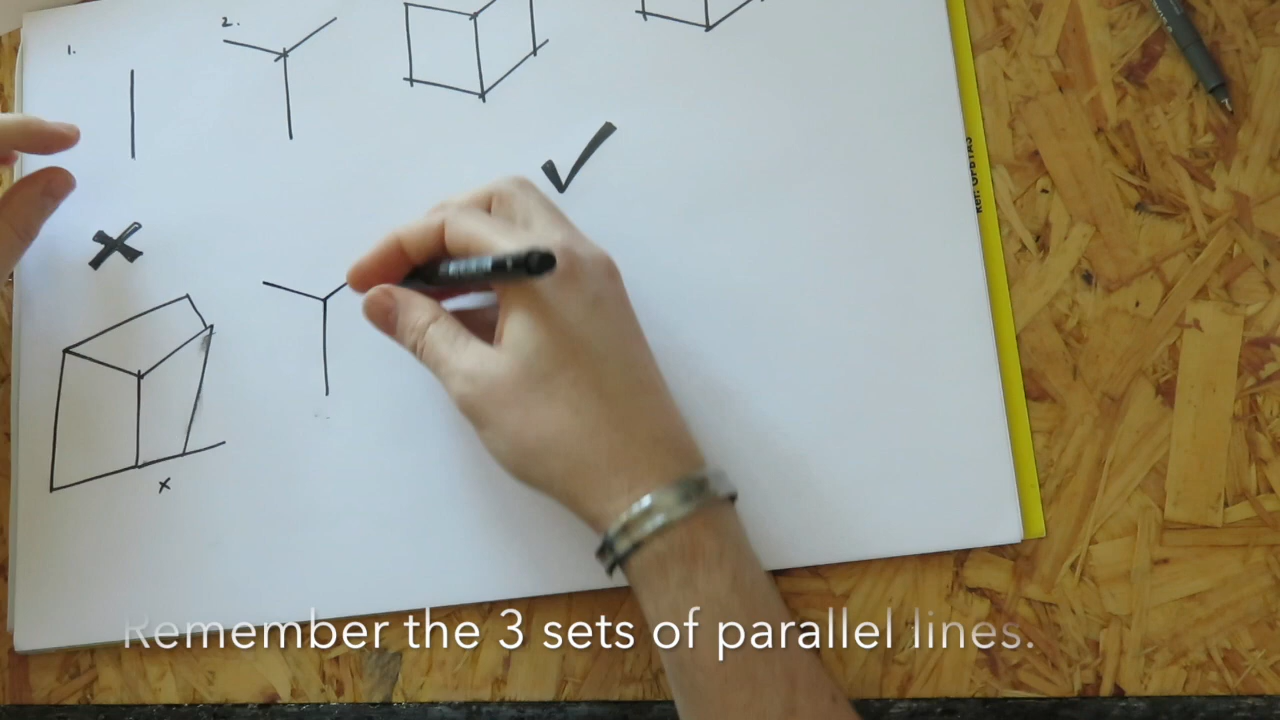 1.
2.
x
Remember the 3 sets of parallel lines.